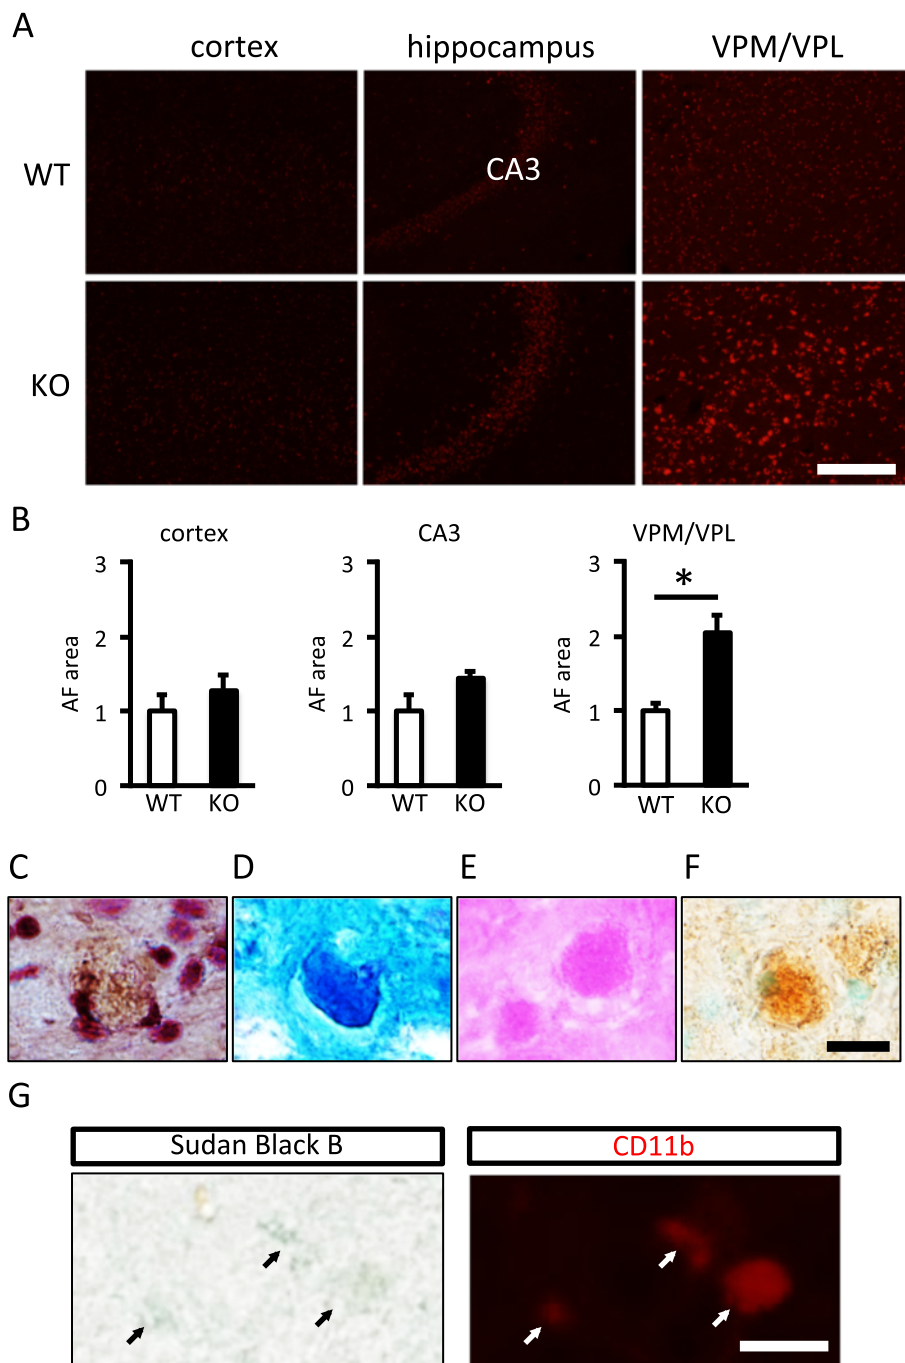 A
cortex hippocampus VPM/VPL
WT
CA3
KO
B
cortex CA3 VPM/VPL
3 3 3
*
2 2 2
AF area AF area AF area
1 1 1
0 0 0
WT KO WT KO WT KO
C D E F
G
Sudan Black B CD11b